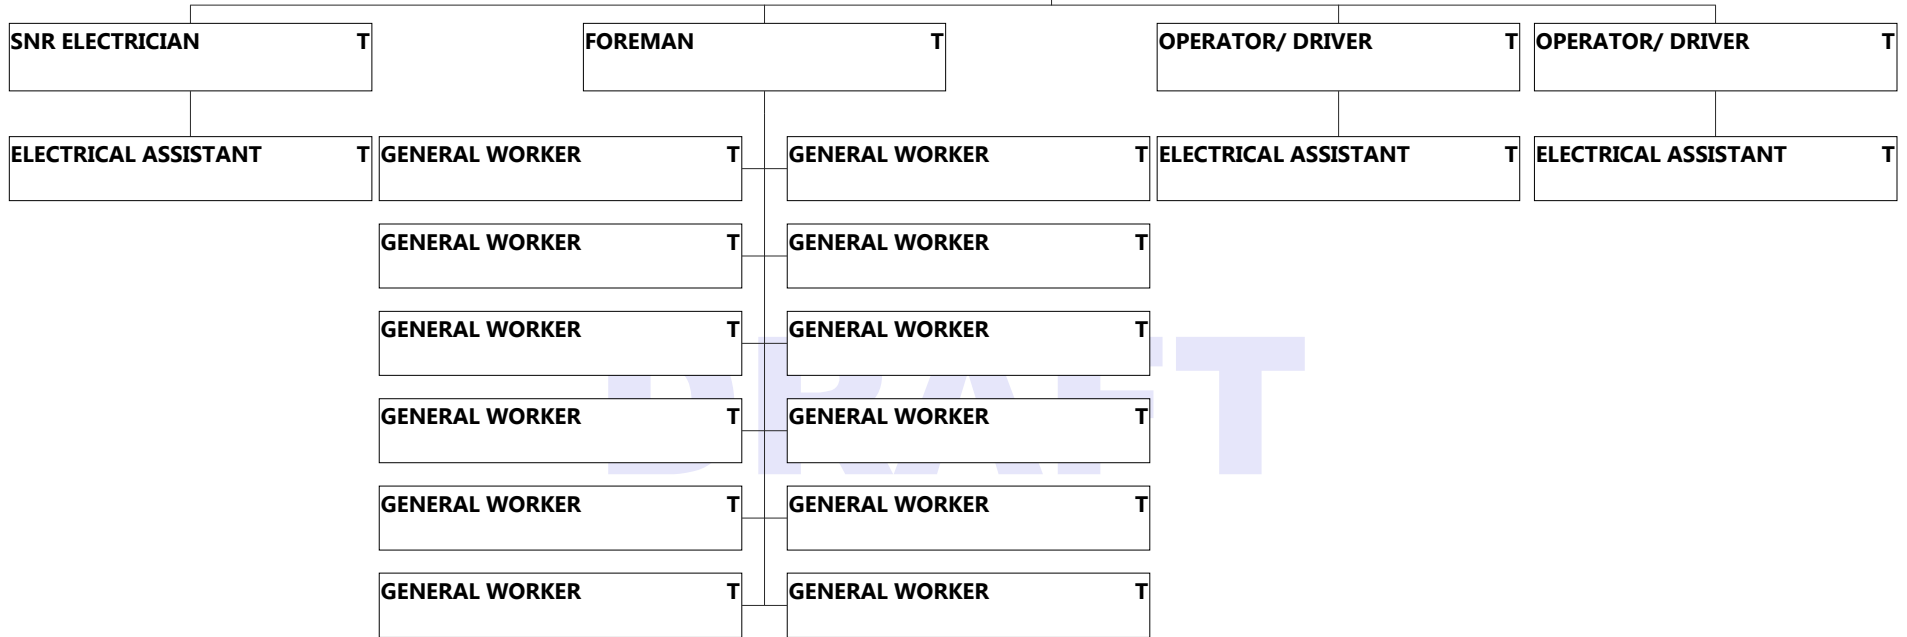 SNR ELECTRICIAN T
FOREMAN T
OPERATOR/ DRIVER T
OPERATOR/ DRIVER T
ELECTRICAL ASSISTANT T
GENERAL WORKER T
GENERAL WORKER T
ELECTRICAL ASSISTANT T
ELECTRICAL ASSISTANT T
GENERAL WORKER T
GENERAL WORKER T
GENERAL WORKER T
GENERAL WORKER T
DRAFT
GENERAL WORKER T
GENERAL WORKER T
GENERAL WORKER T
GENERAL WORKER T
GENERAL WORKER T
GENERAL WORKER T